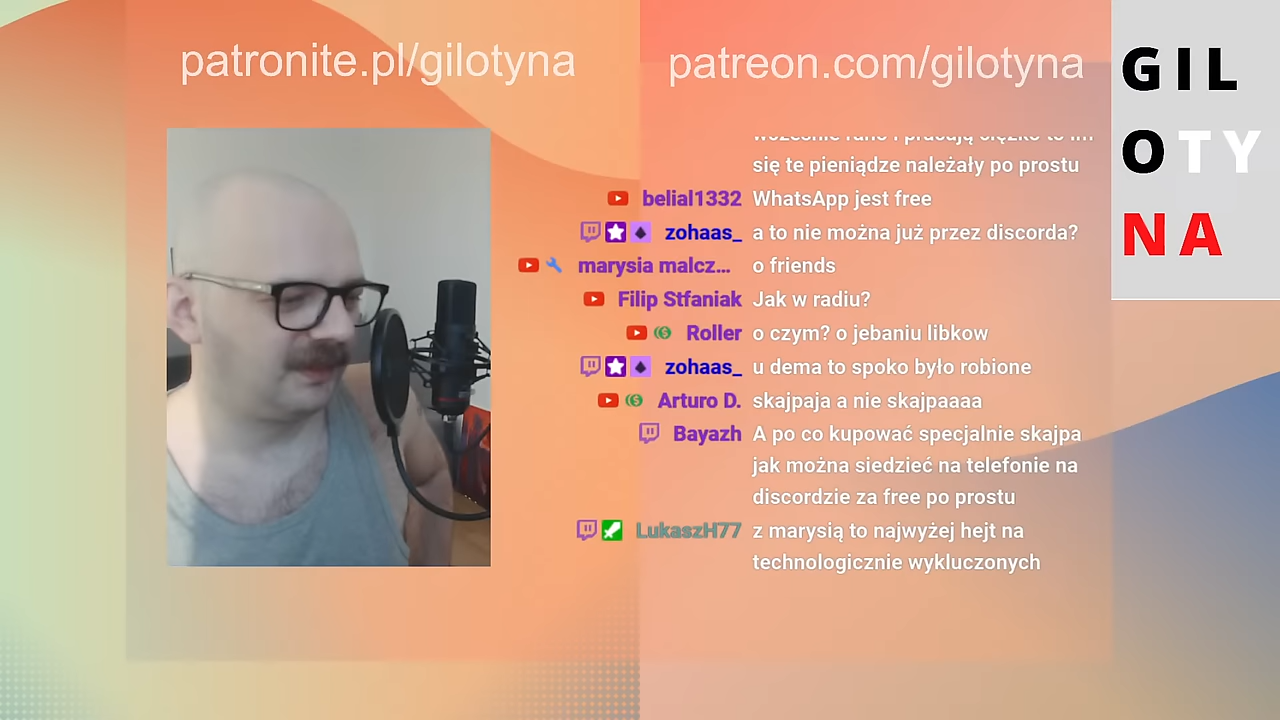 patronite.pl/gilotyna
patreon.com/gilotyna
GIL
OTY
NA
się te pieniądze należały po prostu
belial1332 WhatsApp jest free
zohaas_ a to nie można już przez discorda?
marysia malcz... o friends
Filip Stfaniak Jak w radiu?
Roller o czym? o jebaniu libkow
zohaas_ u dema to spoko było robione
Arturo D. skajpaja a nie skajpaaaa
Bayazh A po co kupować specjalnie skajpa
jak można siedzieć na telefonie na
discordzie za free po prostu
LukaszH77 z marysią to najwyżej hejt na
technologicznie wykluczonych